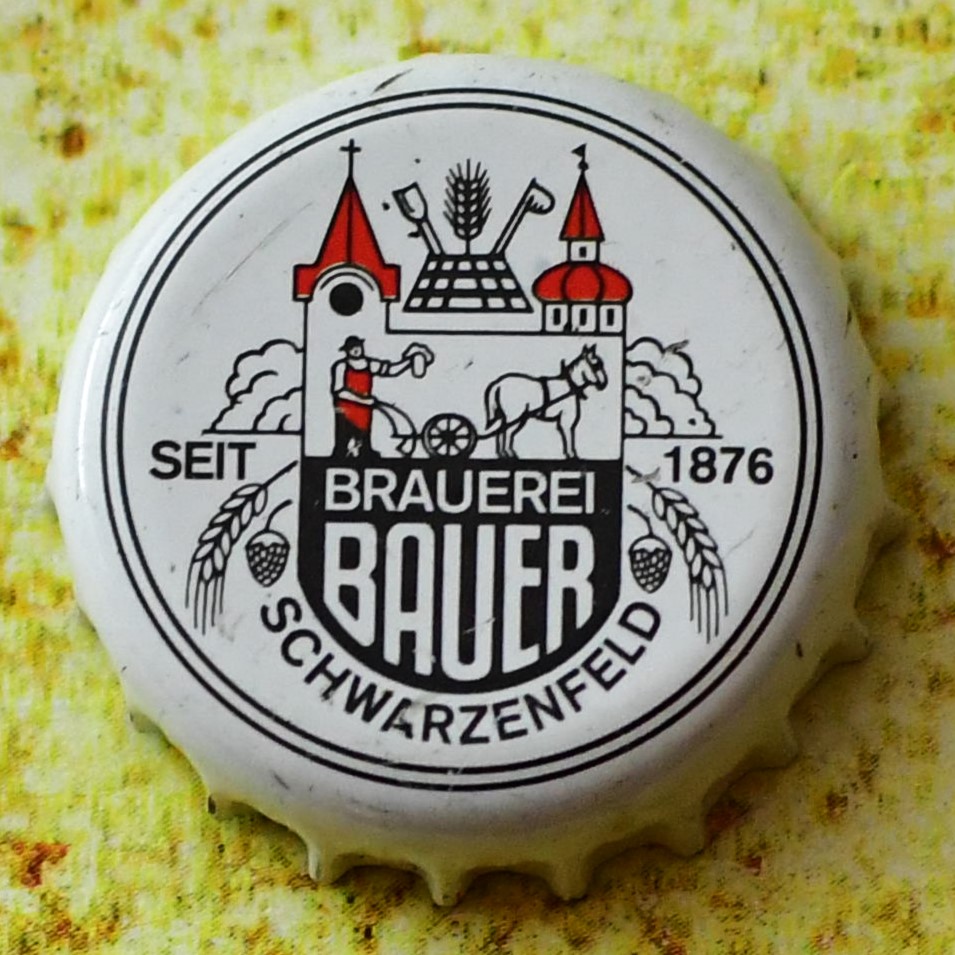 SEIT 1876
BRAUEREI
BAUER
SCHWARZENFELD